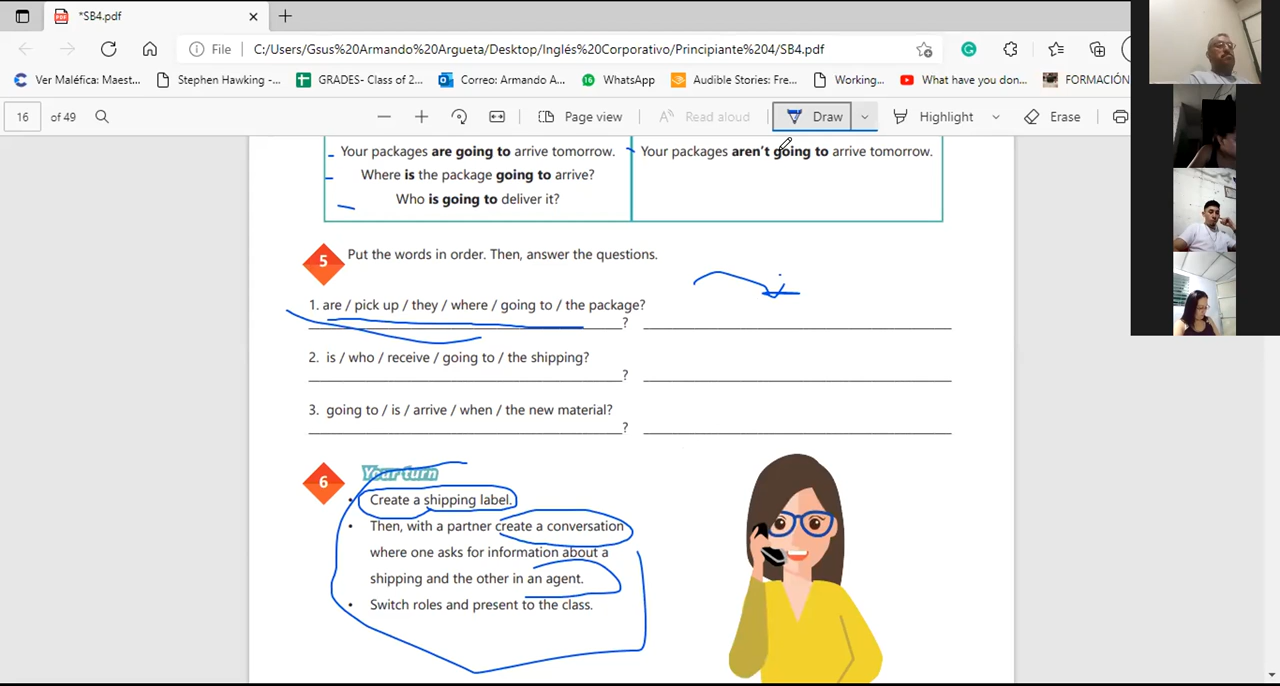 *SB4.pdf
File C:/Users/Gsus%20Armando%20Argueta/Desktop/Inglés%20Corporativo/Principiante%204/SB4.pdf
Ver Maléfica: Maest... Stephen Hawking -... GRADES- Class of 2... Correo: Armando A... WhatsApp Audible Stories: Fre... Working... What have you don... FORMACIÓN
16 of 49 Page view Read aloud Draw Highlight Erase
Your packages are going to arrive tomorrow. Your packages aren't going to arrive tomorrow.
Where is the package going to arrive?
Who is going to deliver it?
5 Put the words in order. Then, answer the questions.
1. are / pick up / they / where / going to / the package?
?
2. is / who / receive / going to / the shipping?
?
3. going to / is / arrive / when / the new material?
?
6 Your turn
• Create a shipping label.
• Then, with a partner create a conversation
where one asks for information about a
shipping and the other in an agent.
• Switch roles and present to the class.